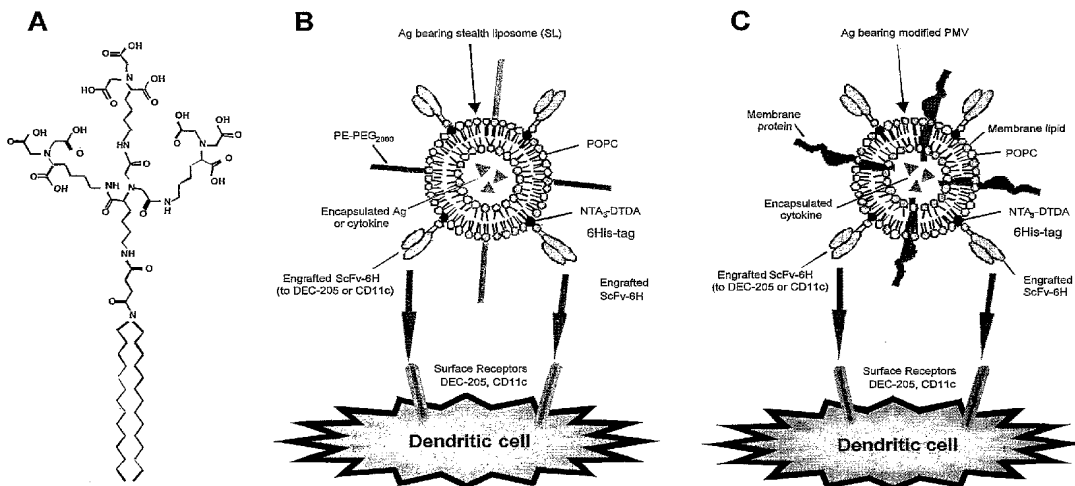 A
OH
O
N
O
HO
OH
O
OH
O
HO
OH
O
N
OH
O
HN
O
O
HO
OH
O
N
O
OH
HN
O
N
O
NH
HN
O
O
N
B
Ag bearing stealth liposome (SL)
PE-PEG2000
POPC
Encapsulated Ag
or cytokine
NTA3-DTDA
6His-tag
Engrafted ScFv-6H
(to DEC-205 or CD11c)
Engrafted
ScFv-6H
Surface Receptors
DEC-205, CD11c
Dendritic cell
C
Ag bearing modified PMV
Membrane
protein
Membrane lipid
POPC
Encapsulated
cytokine
NTA3-DTDA
6His-tag
Engrafted ScFv-6H
(to DEC-205 or CD11c)
Engrafted
ScFv-6H
Surface Receptors
DEC-205, CD11c
Dendritic cell